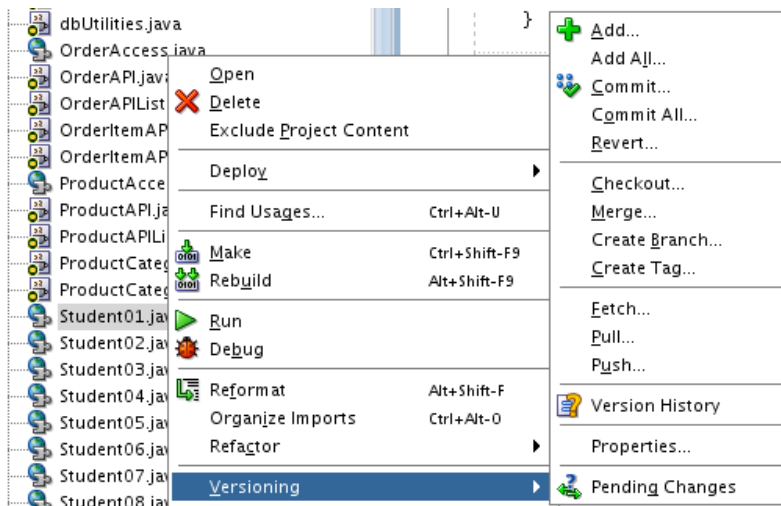 dbUtilities.java
OrderAccess.java
OrderAPI.java
OrderAPIList
OrderItemAP
OrderItemAP
ProductAcce
ProductAPI.ja
ProductAPILi
ProductCateg
ProductCateg
Student01.jav
Student02.jav
Student03.jav
Student04.jav
Student05.jav
Student06.jav
Student07.jav
Student08.jav
}
Open
Delete
Exclude Project Content
Deploy
Find Usages... Ctrl+Alt-U
Make Ctrl+Shift-F9
Rebuild Alt+Shift-F9
Run
Debug
Reformat Alt+Shift-F
Organize Imports Ctrl+Alt-O
Refactor
Versioning
Add...
Add All...
Commit...
Commit All...
Revert...
Checkout...
Merge...
Create Branch...
Create Tag...
Fetch...
Pull...
Push...
Version History
Properties...
Pending Changes